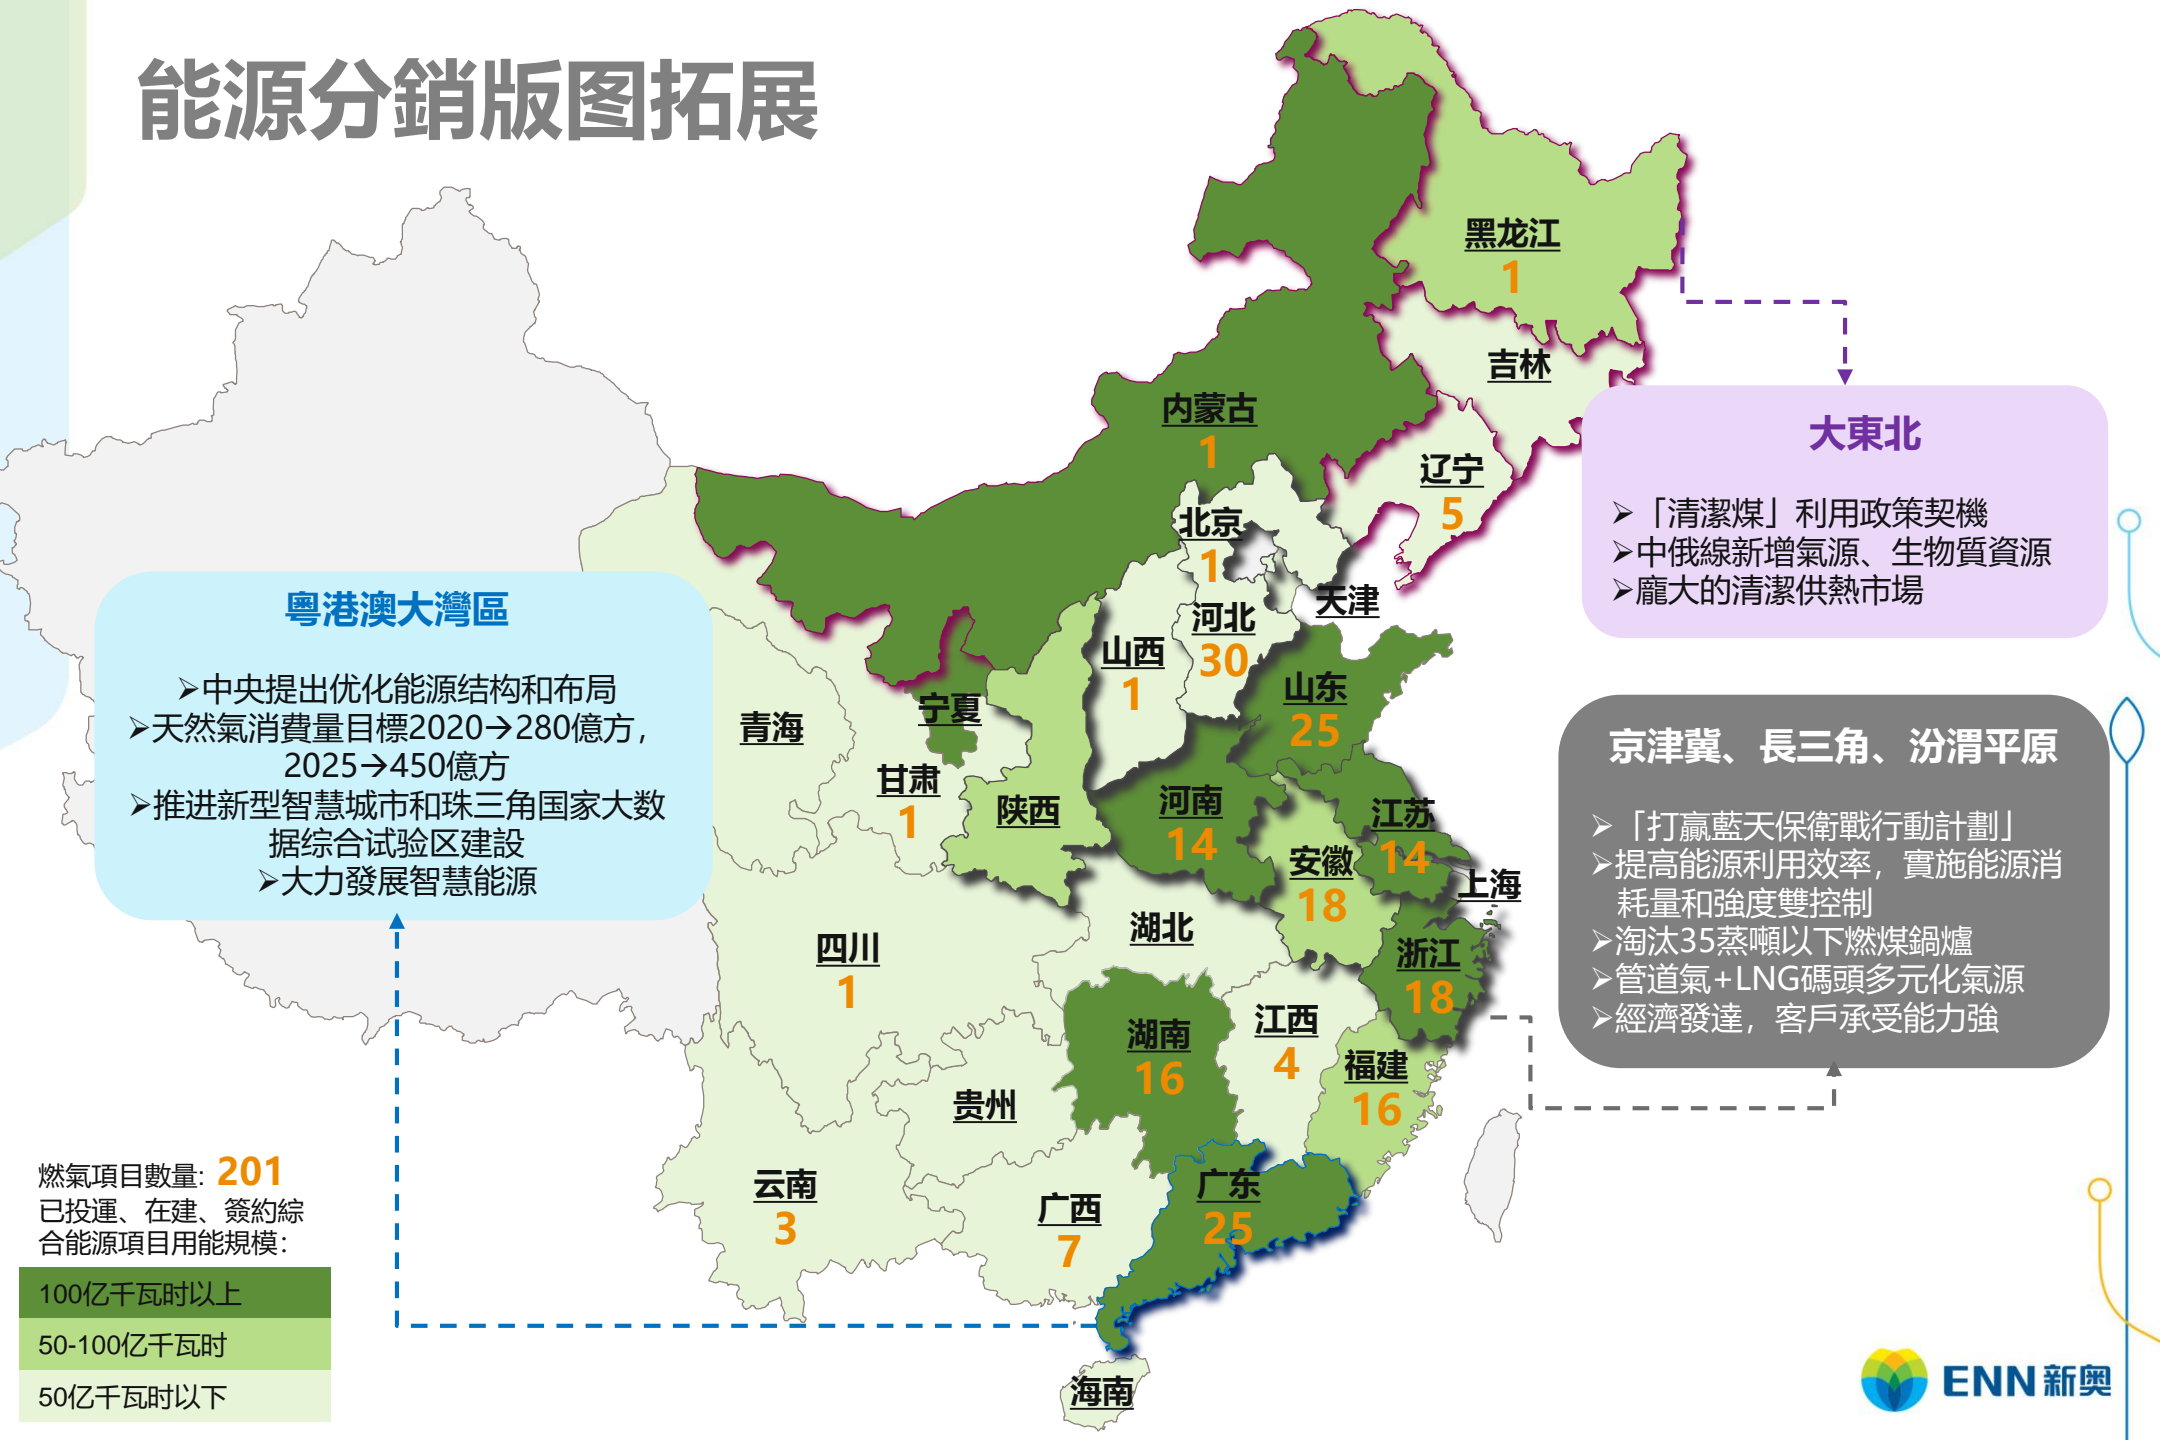 能源分銷版图拓展
黑龙江
1
吉林
内蒙古
1
辽宁
5
北京
1
天津
河北
30
山西
1
山东
25
宁夏
青海
甘肃
1
陕西
河南
14
江苏
14
安徽
18
上海
湖北
四川
1
浙江
18
湖南
16
江西
4
福建
16
贵州
云南
3
广西
7
广东
25
海南
大東北
➢「清潔煤」利用政策契機
➢中俄線新增氣源、生物質資源
➢龐大的清潔供熱市場
粵港澳大灣區
➢中央提出优化能源结构和布局
➢天然氣消費量目標2020→280億方，
2025→450億方
➢推进新型智慧城市和珠三角国家大数
据综合试验区建設
➢大力發展智慧能源
京津冀、長三角、汾渭平原
➢「打赢藍天保衛戰行動計劃」
➢提高能源利用效率，實施能源消
耗量和強度雙控制
➢淘汰35蒸噸以下燃煤鍋爐
➢管道氣+LNG碼頭多元化氣源
➢經濟發達，客戶承受能力強
燃氣項目數量: 201
已投運、在建、簽約綜
合能源項目用能規模：
100亿千瓦时以上
50-100亿千瓦时
50亿千瓦时以下
ENN新奥